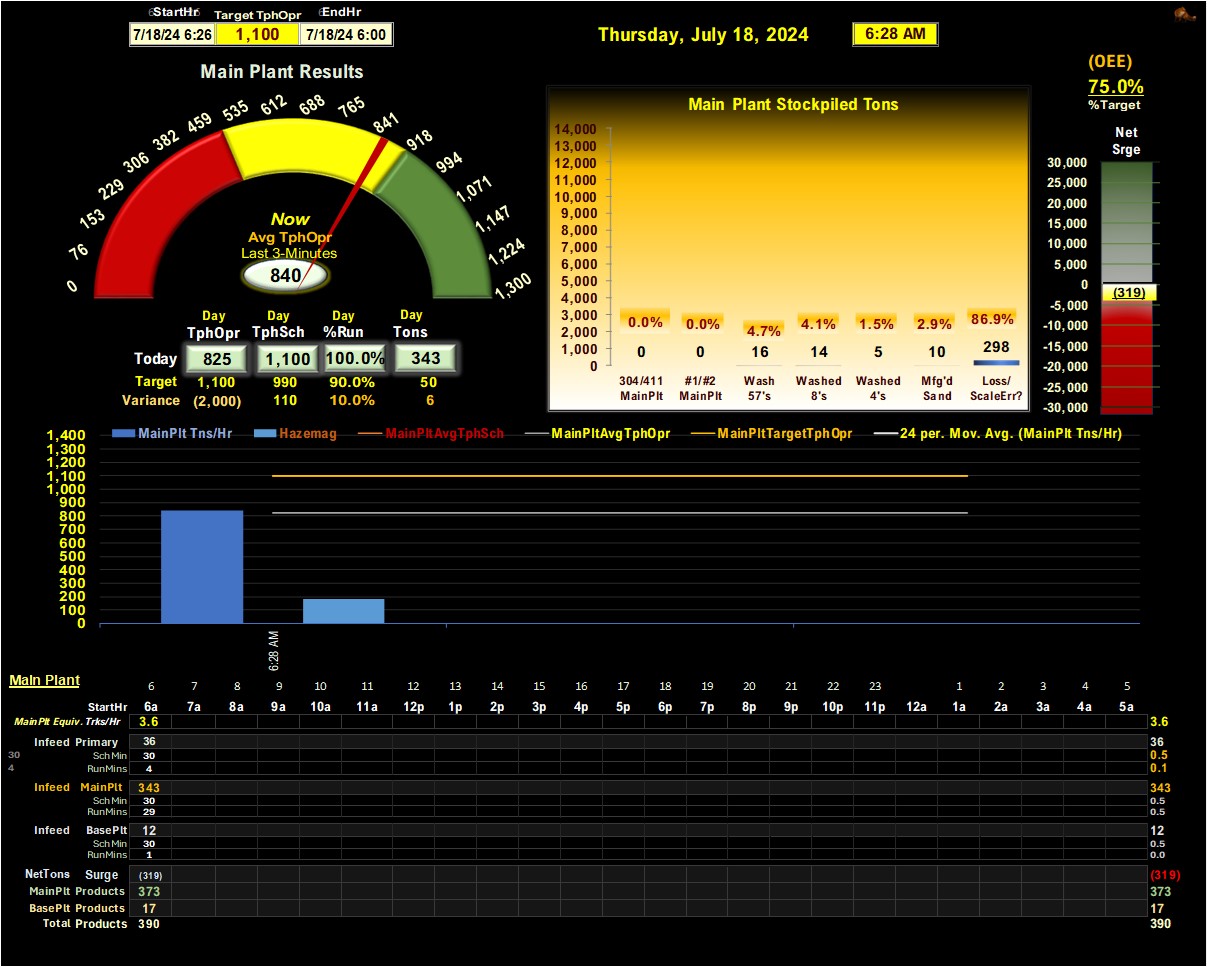 StartHr Target TphOpr EndHr
7/18/24 6:26 1,100 7/18/24 6:00
Thursday, July 18, 2024 6:28 AM
(OEE)
75.0%
%Target
Main Plant Results
0 76 153 229 306 382 459 535 612 688 765 841 918 994 1,071 1,147 1,224 1,300
Now
Avg TphOpr
Last 3-Minutes
840
Day Day Day Day
TphOpr TphSch %Run Tons
Today 825 1,100 100.0% 343
Target 1,100 990 90.0% 50
Variance (2,000) 110 10.0% 6
Main Plant Stockpiled Tons
14,000
13,000
12,000
11,000
10,000
9,000
8,000
7,000
6,000
5,000
4,000
3,000
2,000
1,000
0
0.0% 0.0% 4.7% 4.1% 1.5% 2.9% 86.9%
0 0 16 14 5 10 298
304/411 #1/#2 Wash Washed Washed Mfg'd Loss/
MainPlt MainPlt 57's 8's 4's Sand ScaleErr?
Net
Srge
30,000
25,000
20,000
15,000
10,000
5,000
0
-5,000
-10,000
-15,000
-20,000
-25,000
-30,000
(319)
MainPlt Tns/Hr Hazemag MainPltAvgTphSch MainPltAvgTphOpr MainPltTargetTphOpr 24 per. Mov. Avg. (MainPlt Tns/Hr)
1,400
1,300
1,200
1,100
1,000
900
800
700
600
500
400
300
200
100
0
6:28 AM
Main Plant
6 7 8 9 10 11 12 13 14 15 16 17 18 19 20 21 22 23 1 2 3 4 5
StartHr 6a 7a 8a 9a 10a 11a 12p 1p 2p 3p 4p 5p 6p 7p 8p 9p 10p 11p 12a 1a 2a 3a 4a 5a
MainPlt Equiv. Trks/Hr 3.6 3.6
Infeed Primary 36 36
30 SchMin 30 0.5
4 RunMins 4 0.1
Infeed MainPlt 343 343
SchMin 30 0.5
RunMins 29 0.5
Infeed BasePlt 12 12
SchMin 30 0.5
RunMins 1 0.0
NetTons Surge (319) (319)
MainPlt Products 373 373
BasePlt Products 17 17
Total Products 390 390